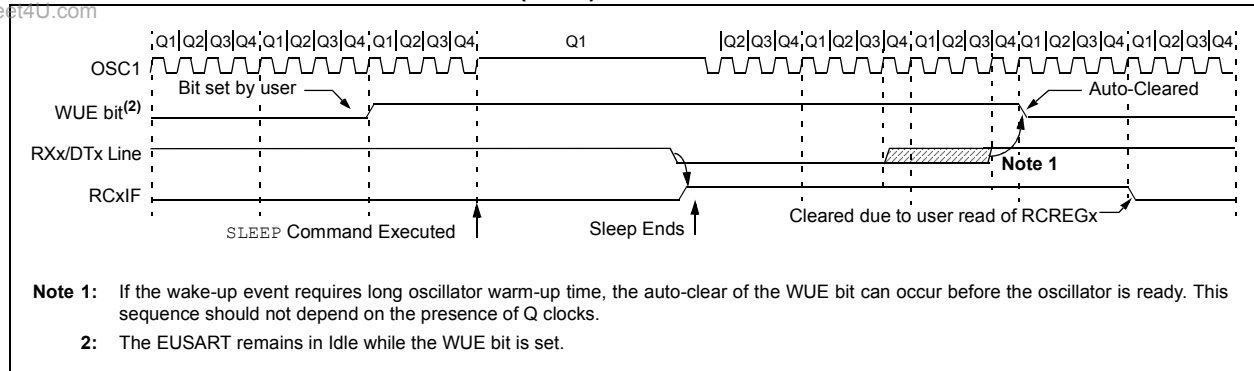 et4U.com
Q1 Q2 Q3 Q4 Q1 Q2 Q3 Q4 Q1 Q2 Q3 Q4 Q1 Q2 Q3 Q4 Q1 Q2 Q3 Q4 Q1 Q2 Q3 Q4 Q1 Q2 Q3 Q4 Q1 Q2 Q3 Q4
OSC1
Bit set by user
Auto-Cleared
WUE bit(2)
RXx/DTx Line
Note 1
RCxIF
Cleared due to user read of RCREGx
SLEEP Command Executed
Sleep Ends
Note 1: If the wake-up event requires long oscillator warm-up time, the auto-clear of the WUE bit can occur before the oscillator is ready. This
sequence should not depend on the presence of Q clocks.
2: The EUSART remains in Idle while the WUE bit is set.